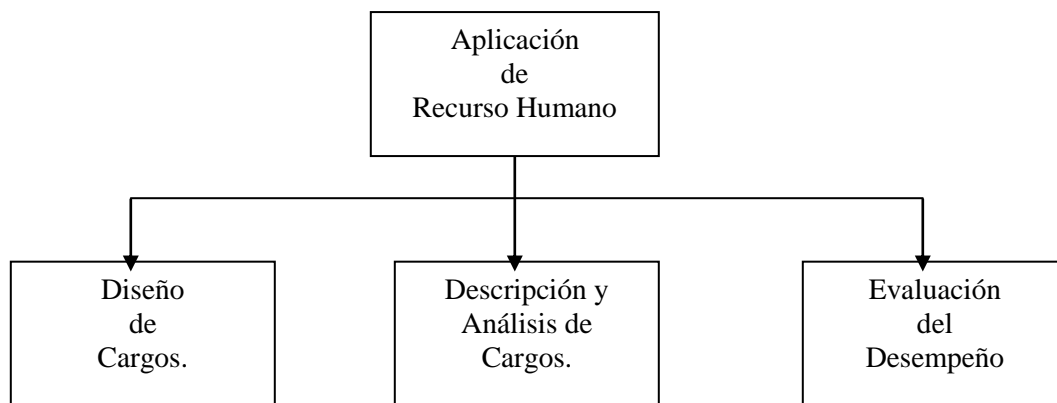 Aplicación
de
Recurso Humano
Diseño
de
Cargos.
Descripción y
Análisis de
Cargos.
Evaluación
del
Desempeño